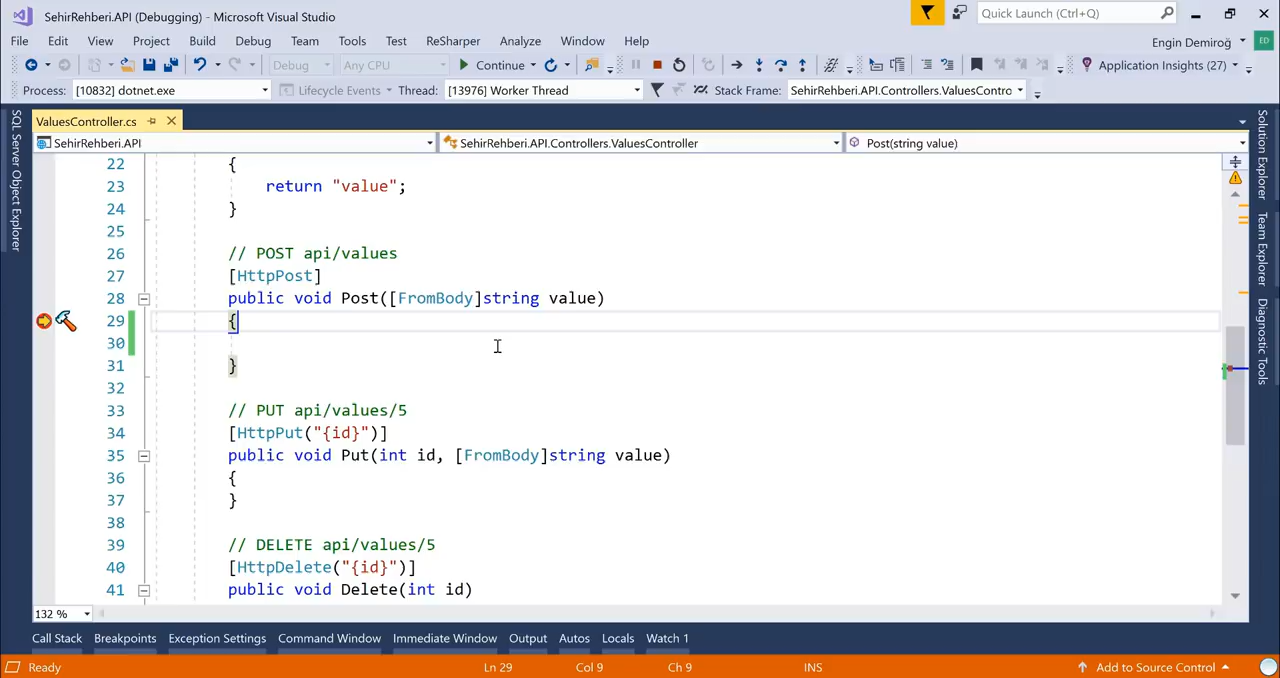 SehirRehberi.API (Debugging) - Microsoft Visual Studio
Quick Launch (Ctrl+Q)
File Edit View Project Build Debug Team Tools Test ReSharper Analyze Window Help
Engin Demiroğ ED
Debug Any CPU Continue Application Insights (27)
Process: [10832] dotnet.exe Lifecycle Events Thread: [13976] Worker Thread Stack Frame: SehirRehberi.API.Controllers.ValuesContro
ValuesController.cs
SehirRehberi.API SehirRehberi.API.Controllers.ValuesController Post(string value)
SQL Server Object Explorer
Solution Explorer
Team Explorer
Diagnostic Tools
22 {
23 return "value";
24 }
25
26 // POST api/values
27 [HttpPost]
28 public void Post([FromBody]string value)
29 {
30
31 }
32
33 // PUT api/values/5
34 [HttpPut("{id}")]
35 public void Put(int id, [FromBody]string value)
36 {
37 }
38
39 // DELETE api/values/5
40 [HttpDelete("{id}")]
41 public void Delete(int id)
132 %
Call Stack Breakpoints Exception Settings Command Window Immediate Window Output Autos Locals Watch 1
Ready Ln 29 Col 9 Ch 9 INS Add to Source Control